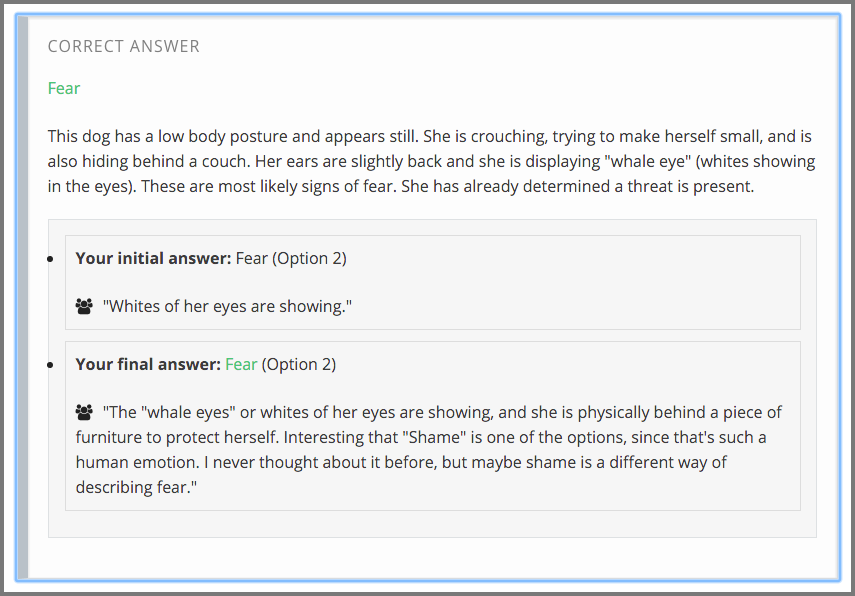 CORRECT ANSWER
Fear
This dog has a low body posture and appears still. She is crouching, trying to make herself small, and is
also hiding behind a couch. Her ears are slightly back and she is displaying "whale eye" (whites showing
in the eyes). These are most likely signs of fear. She has already determined a threat is present.
Your initial answer: Fear (Option 2)
"Whites of her eyes are showing."
Your final answer: Fear (Option 2)
"The "whale eyes" or whites of her eyes are showing, and she is physically behind a piece of
furniture to protect herself. Interesting that "Shame" is one of the options, since that's such a
human emotion. I never thought about it before, but maybe shame is a different way of
describing fear."